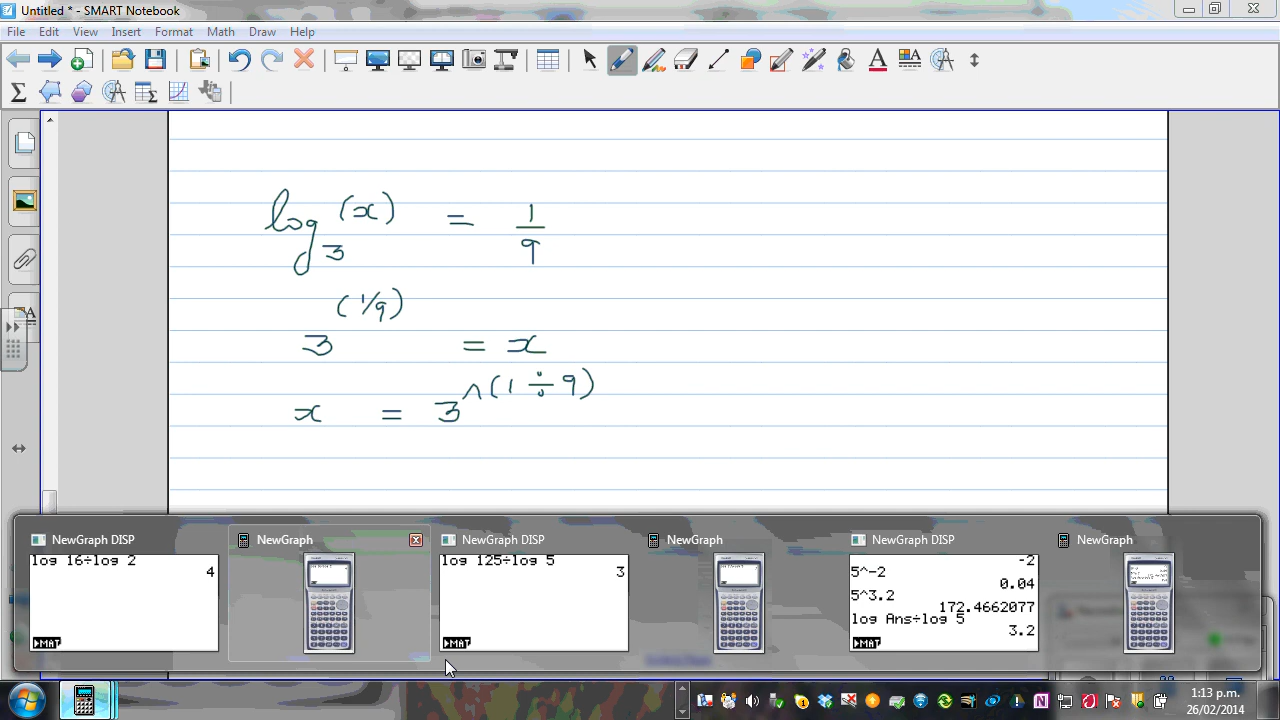 Untitled * - SMART Notebook
File Edit View Insert Format Math Draw Help
log₃(x) = 1/9
3^(1/9) = x
x = 3^(1 ÷ 9)
NewGraph DISP
log 16÷log 2
4
▶MAT
NewGraph
NewGraph DISP
log 125÷log 5
3
▶MAT
NewGraph
NewGraph DISP
-2
5^-2
0.04
5^3.2
172.4662077
log Ans÷log 5
3.2
▶MAT
NewGraph
1:13 p.m.
26/02/2014